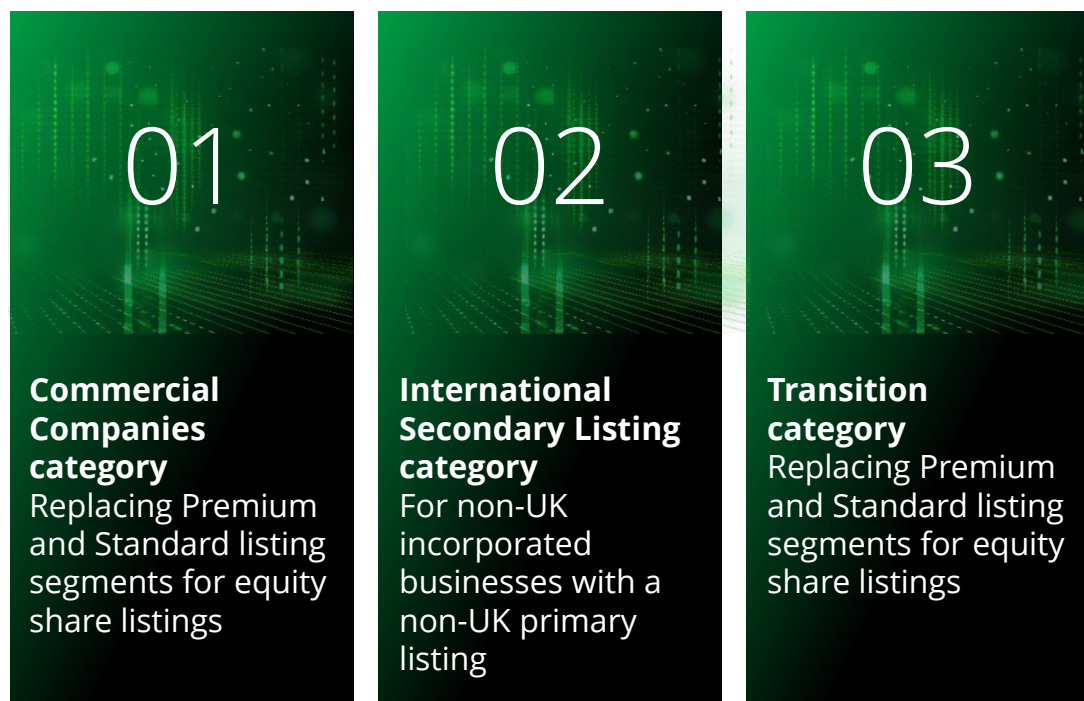 01
Commercial
Companies
category
Replacing Premium
and Standard listing
segments for equity
share listings
02
International
Secondary Listing
category
For non-UK
incorporated
businesses with a
non-UK primary
listing
03
Transition
category
Replacing Premium
and Standard listing
segments for equity
share listings